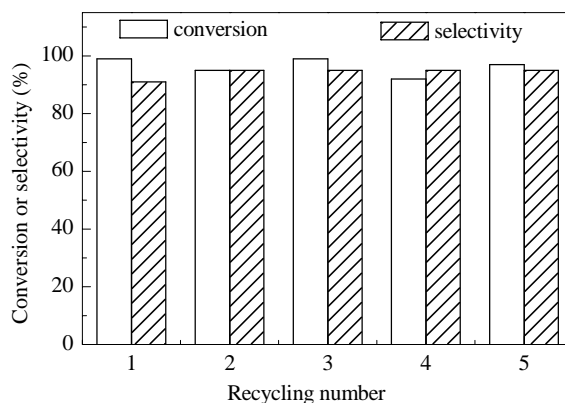 conversion
selectivity
Conversion or selectivity (%)
100
80
60
40
20
0
1 2 3 4 5
Recycling number